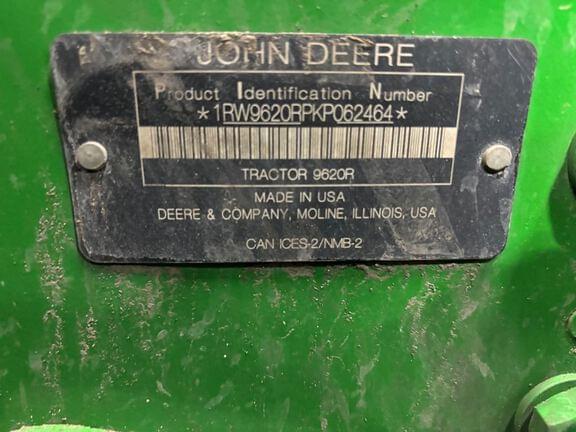 JOHN DEERE
Product Identification Number
*1RW9620RPKP062464*
TRACTOR 9620R
MADE IN USA
DEERE & COMPANY, MOLINE, ILLINOIS, USA
CAN ICES-2/NMB-2